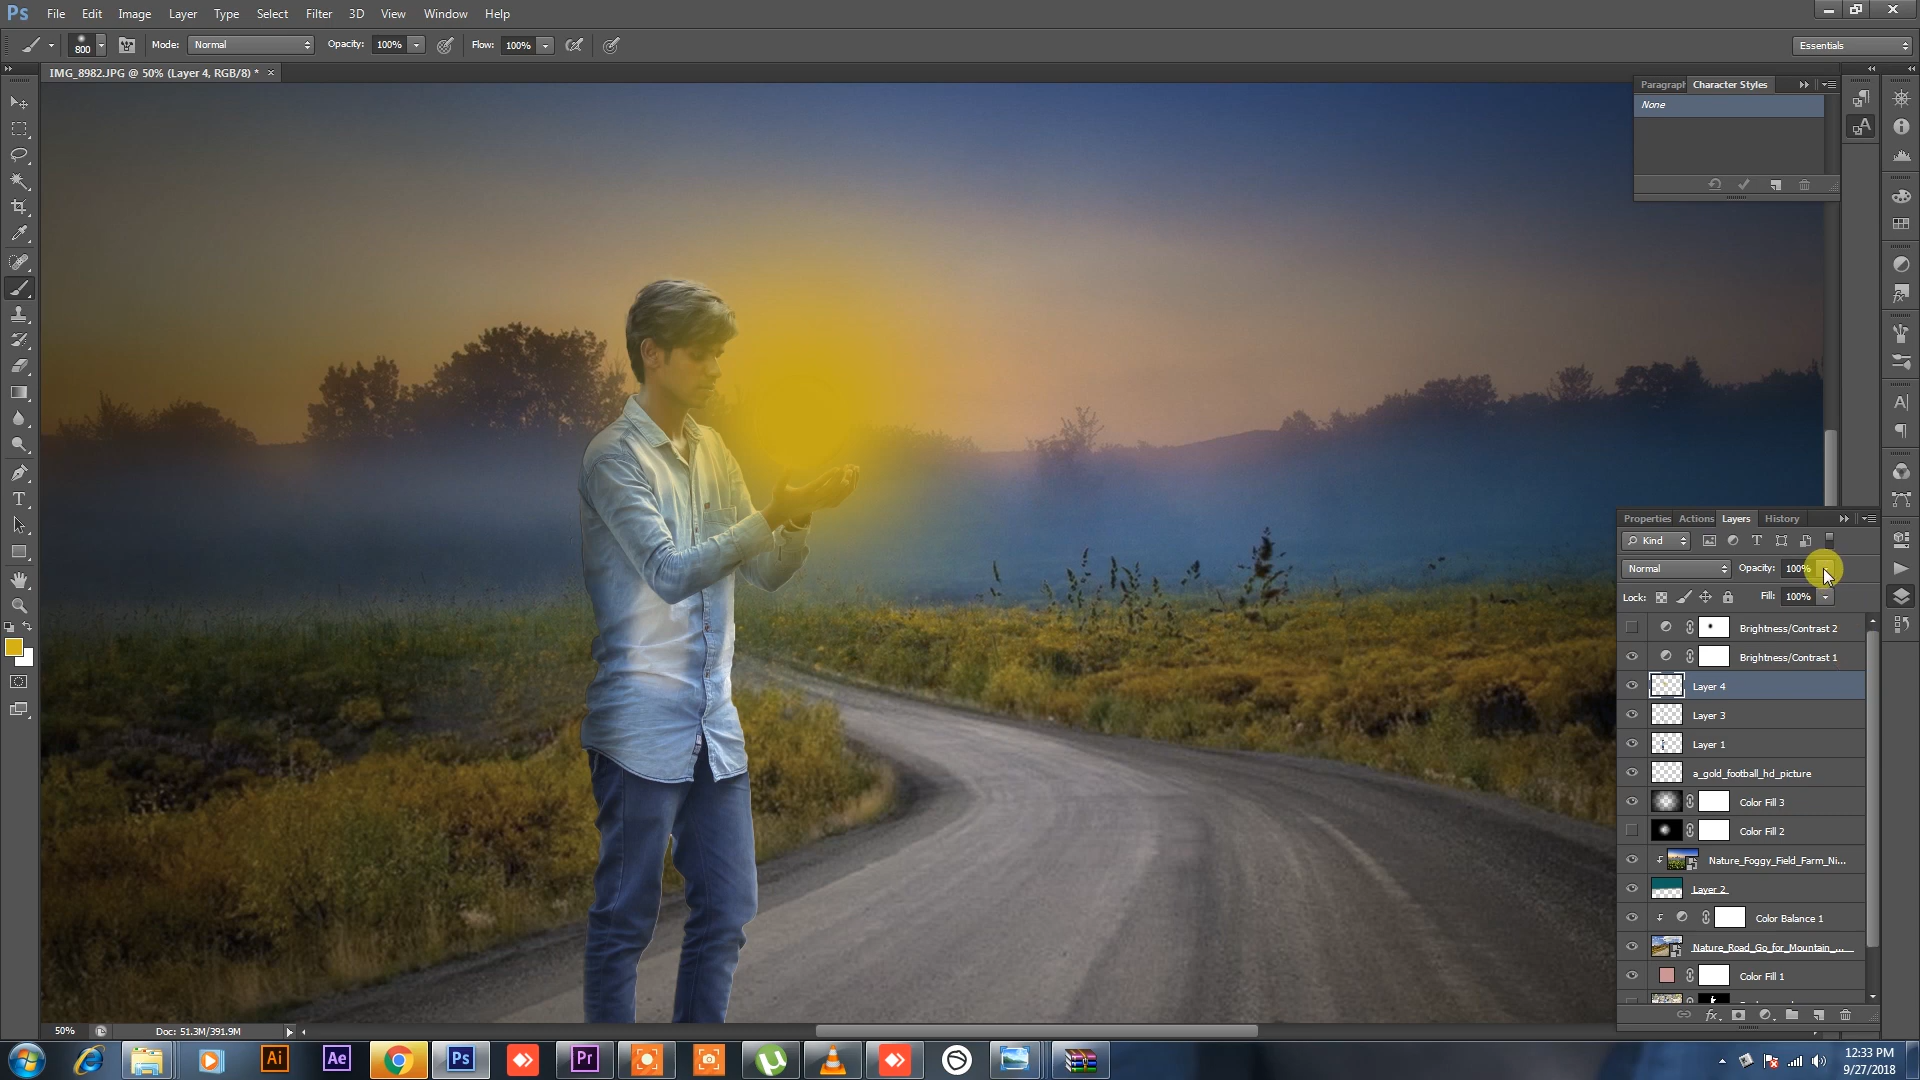 Ps File Edit Image Layer Type Select Filter 3D View Window Help
800 Mode: Normal Opacity: 100% Flow: 100% Essentials
IMG_8982.JPG @ 50% (Layer 4, RGB/8) * ×
Paragraph Character Styles
None
Properties Actions Layers History
Kind
Normal Opacity: 100%
Lock: Fill: 100%
Brightness/Contrast 2
Brightness/Contrast 1
Layer 4
Layer 3
Layer 1
a_gold_football_hd_picture
Color Fill 3
Color Fill 2
Nature_Foggy_Field_Farm_Ni...
Layer 2
Color Balance 1
Nature_Road_Go_for_Mountain_...
Color Fill 1
50% Doc: 51.3M/391.9M
Ai Ae Ps Pr
12:33 PM
9/27/2018